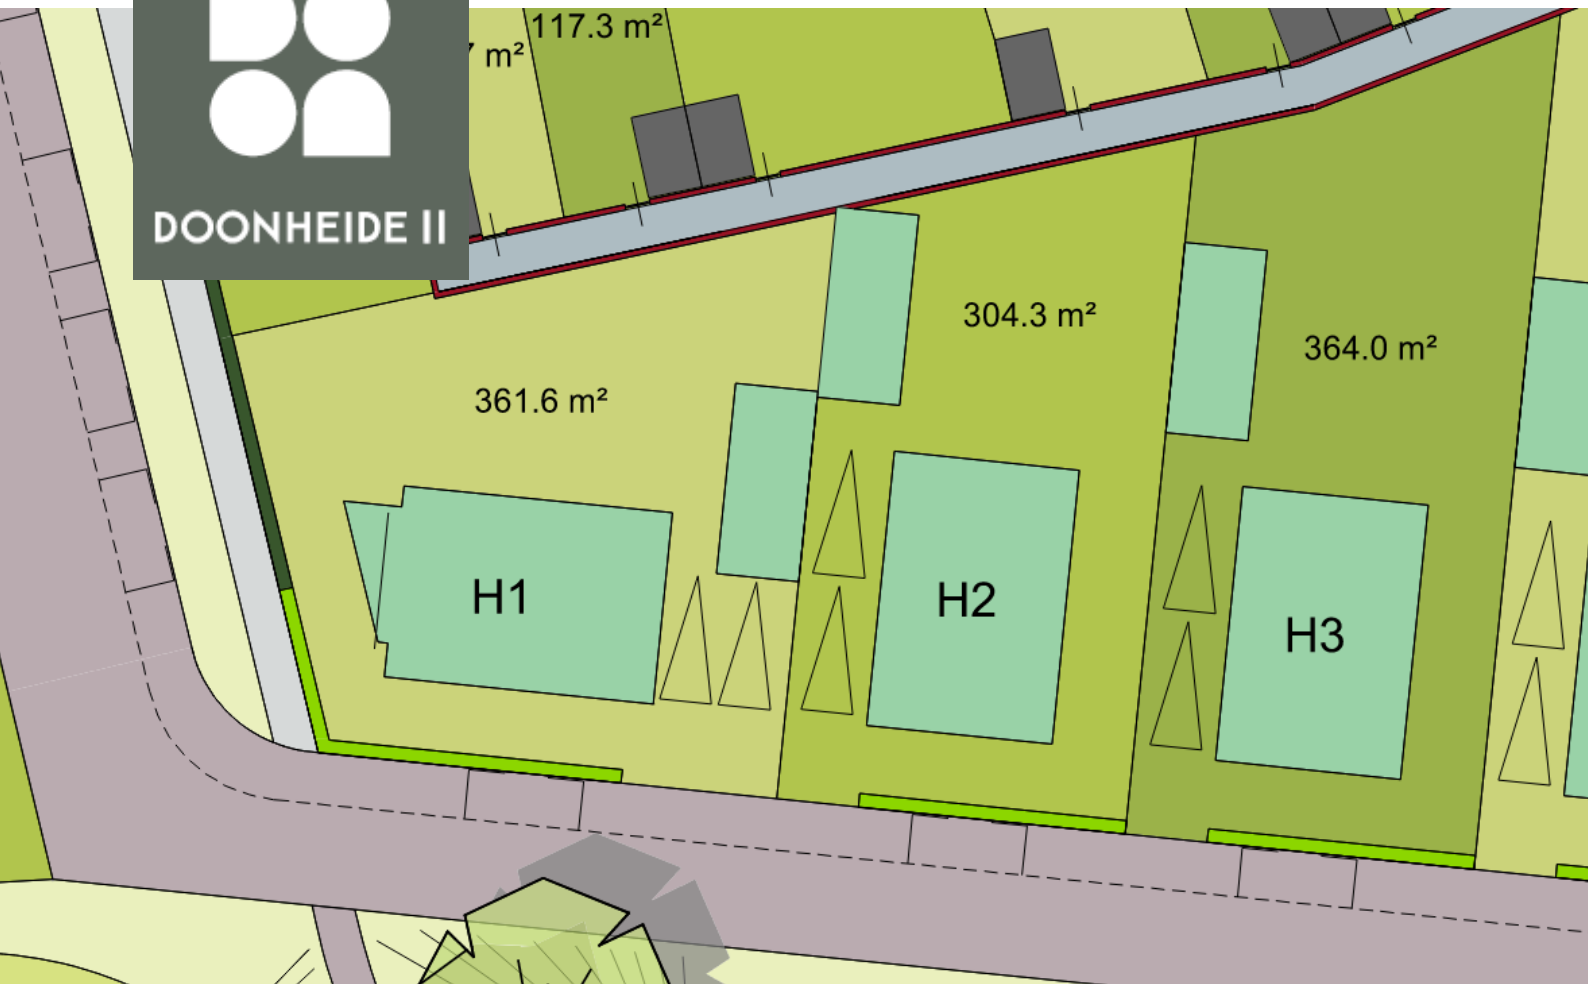 117.3 m²
m²
DOONHEIDE II
304.3 m²
364.0 m²
361.6 m²
H1
H2
H3